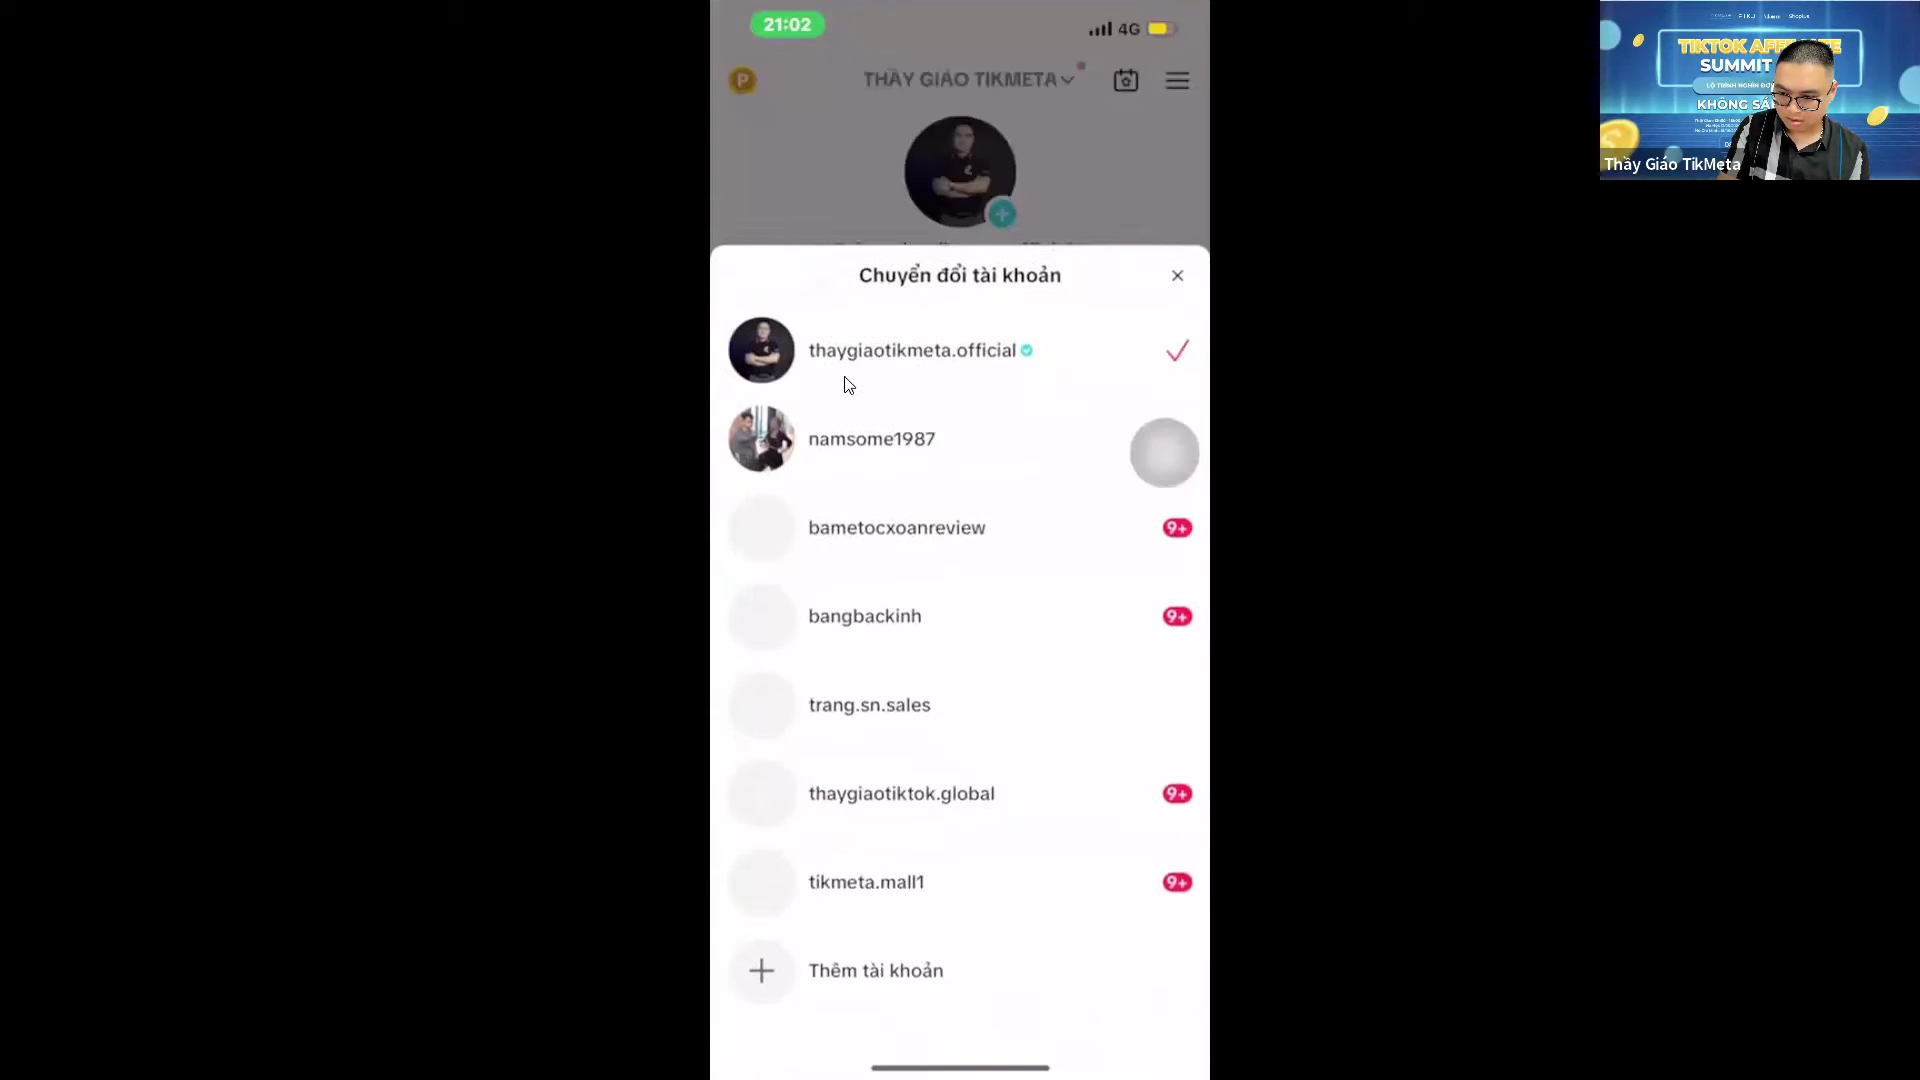 21:02
4G
P
THẦY GIÁO TIKMETA
Chuyển đổi tài khoản
thaygiaotikmeta.official
namsome1987
bametocxoanreview
9+
bangbackinh
9+
trang.sn.sales
thaygiaotiktok.global
9+
tikmeta.mall1
9+
Thêm tài khoản
SUMMIT
Thầy Giáo TikMeta